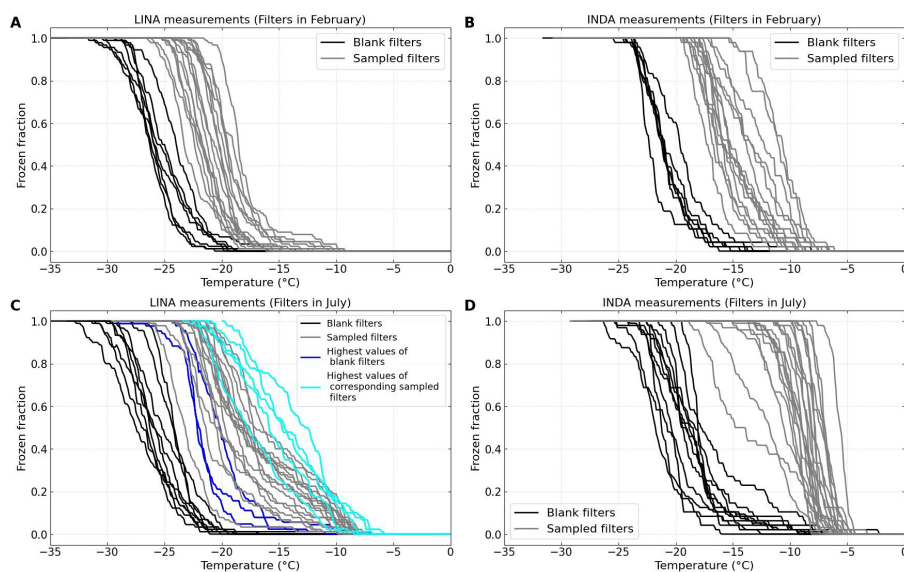 A
LINA measurements (Filters in February)
Frozen fraction
1.0
0.8
0.6
0.4
0.2
0.0
Blank filters
Sampled filters
−35 −30 −25 −20 −15 −10 −5 0
Temperature (°C)
B
INDA measurements (Filters in February)
Frozen fraction
1.0
0.8
0.6
0.4
0.2
0.0
Blank filters
Sampled filters
−35 −30 −25 −20 −15 −10 −5 0
Temperature (°C)
C
LINA measurements (Filters in July)
Frozen fraction
1.0
0.8
0.6
0.4
0.2
0.0
Blank filters
Sampled filters
Highest values of
blank filters
Highest values of
corresponding sampled
filters
−35 −30 −25 −20 −15 −10 −5 0
Temperature (°C)
D
INDA measurements (Filters in July)
Frozen fraction
1.0
0.8
0.6
0.4
0.2
0.0
Blank filters
Sampled filters
−35 −30 −25 −20 −15 −10 −5 0
Temperature (°C)